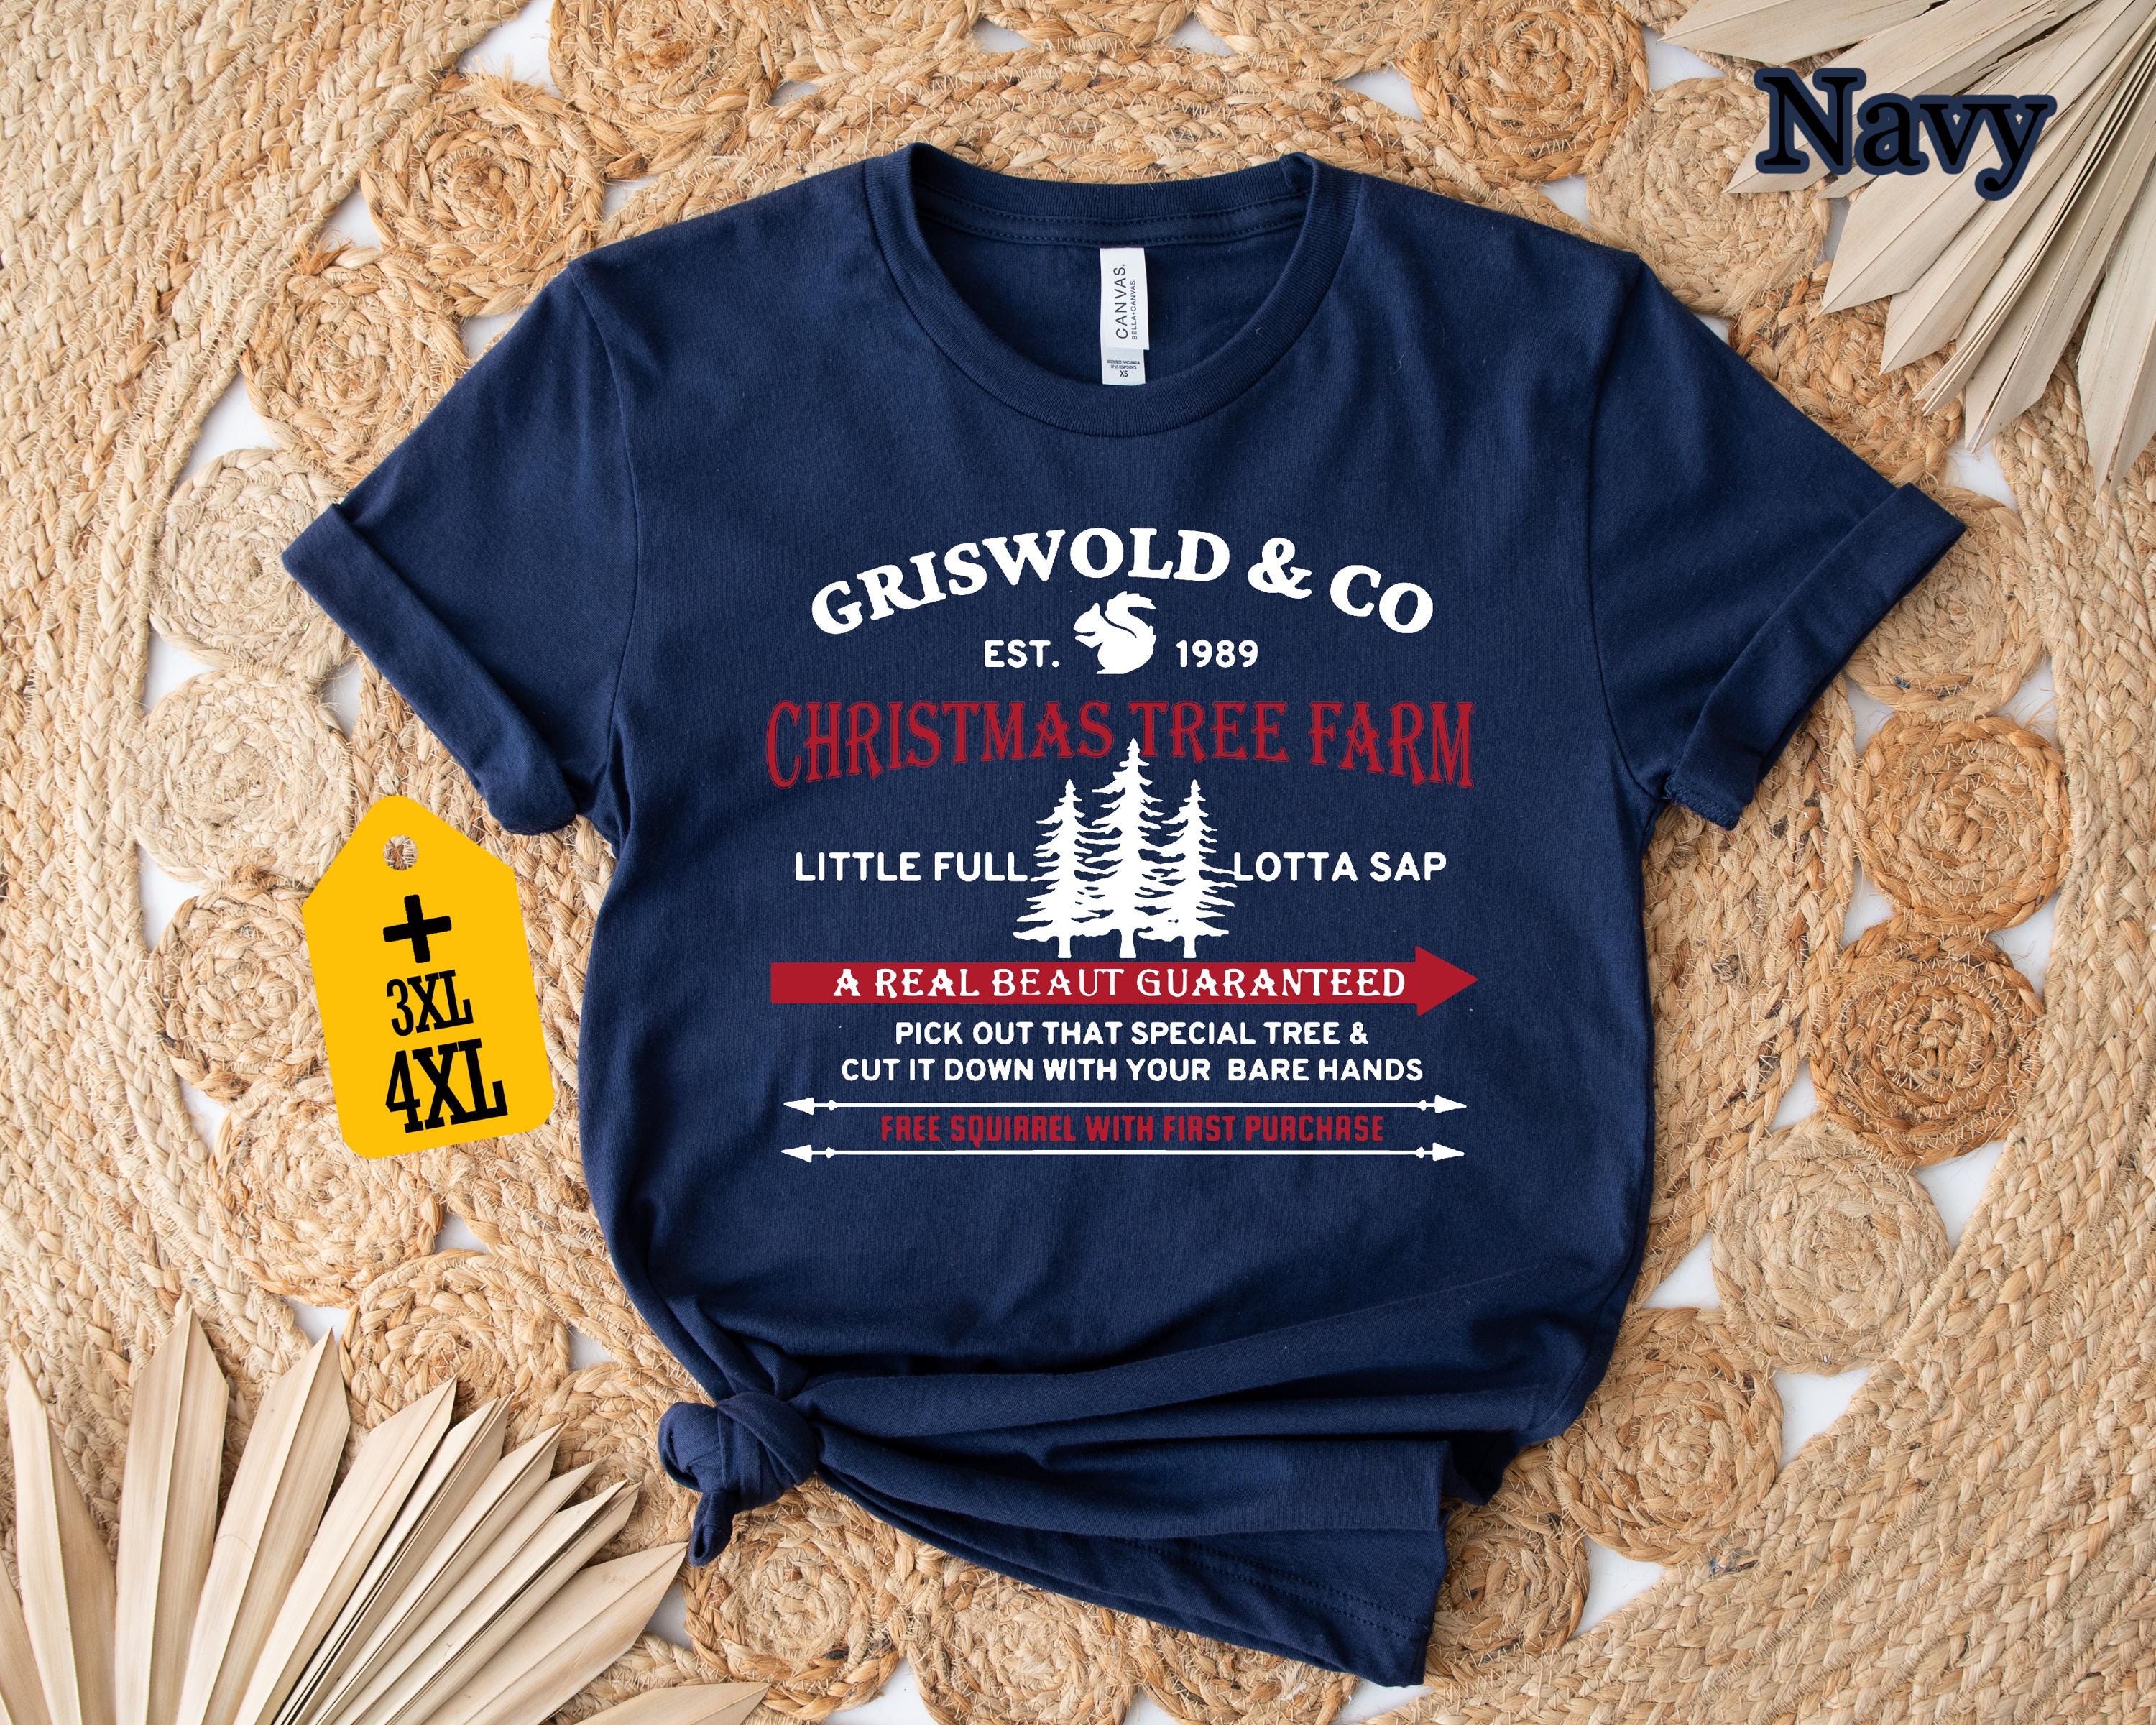 Navy
CANVAS.
BELLA+CANVAS.
XS
GRISWOLD & CO
EST. 1989
CHRISTMAS TREE FARM
LITTLE FULL LOTTA SAP
A REAL BEAUT GUARANTEED
PICK OUT THAT SPECIAL TREE &
CUT IT DOWN WITH YOUR BARE HANDS
FREE SQUIRREL WITH FIRST PURCHASE
+
3XL
4XL